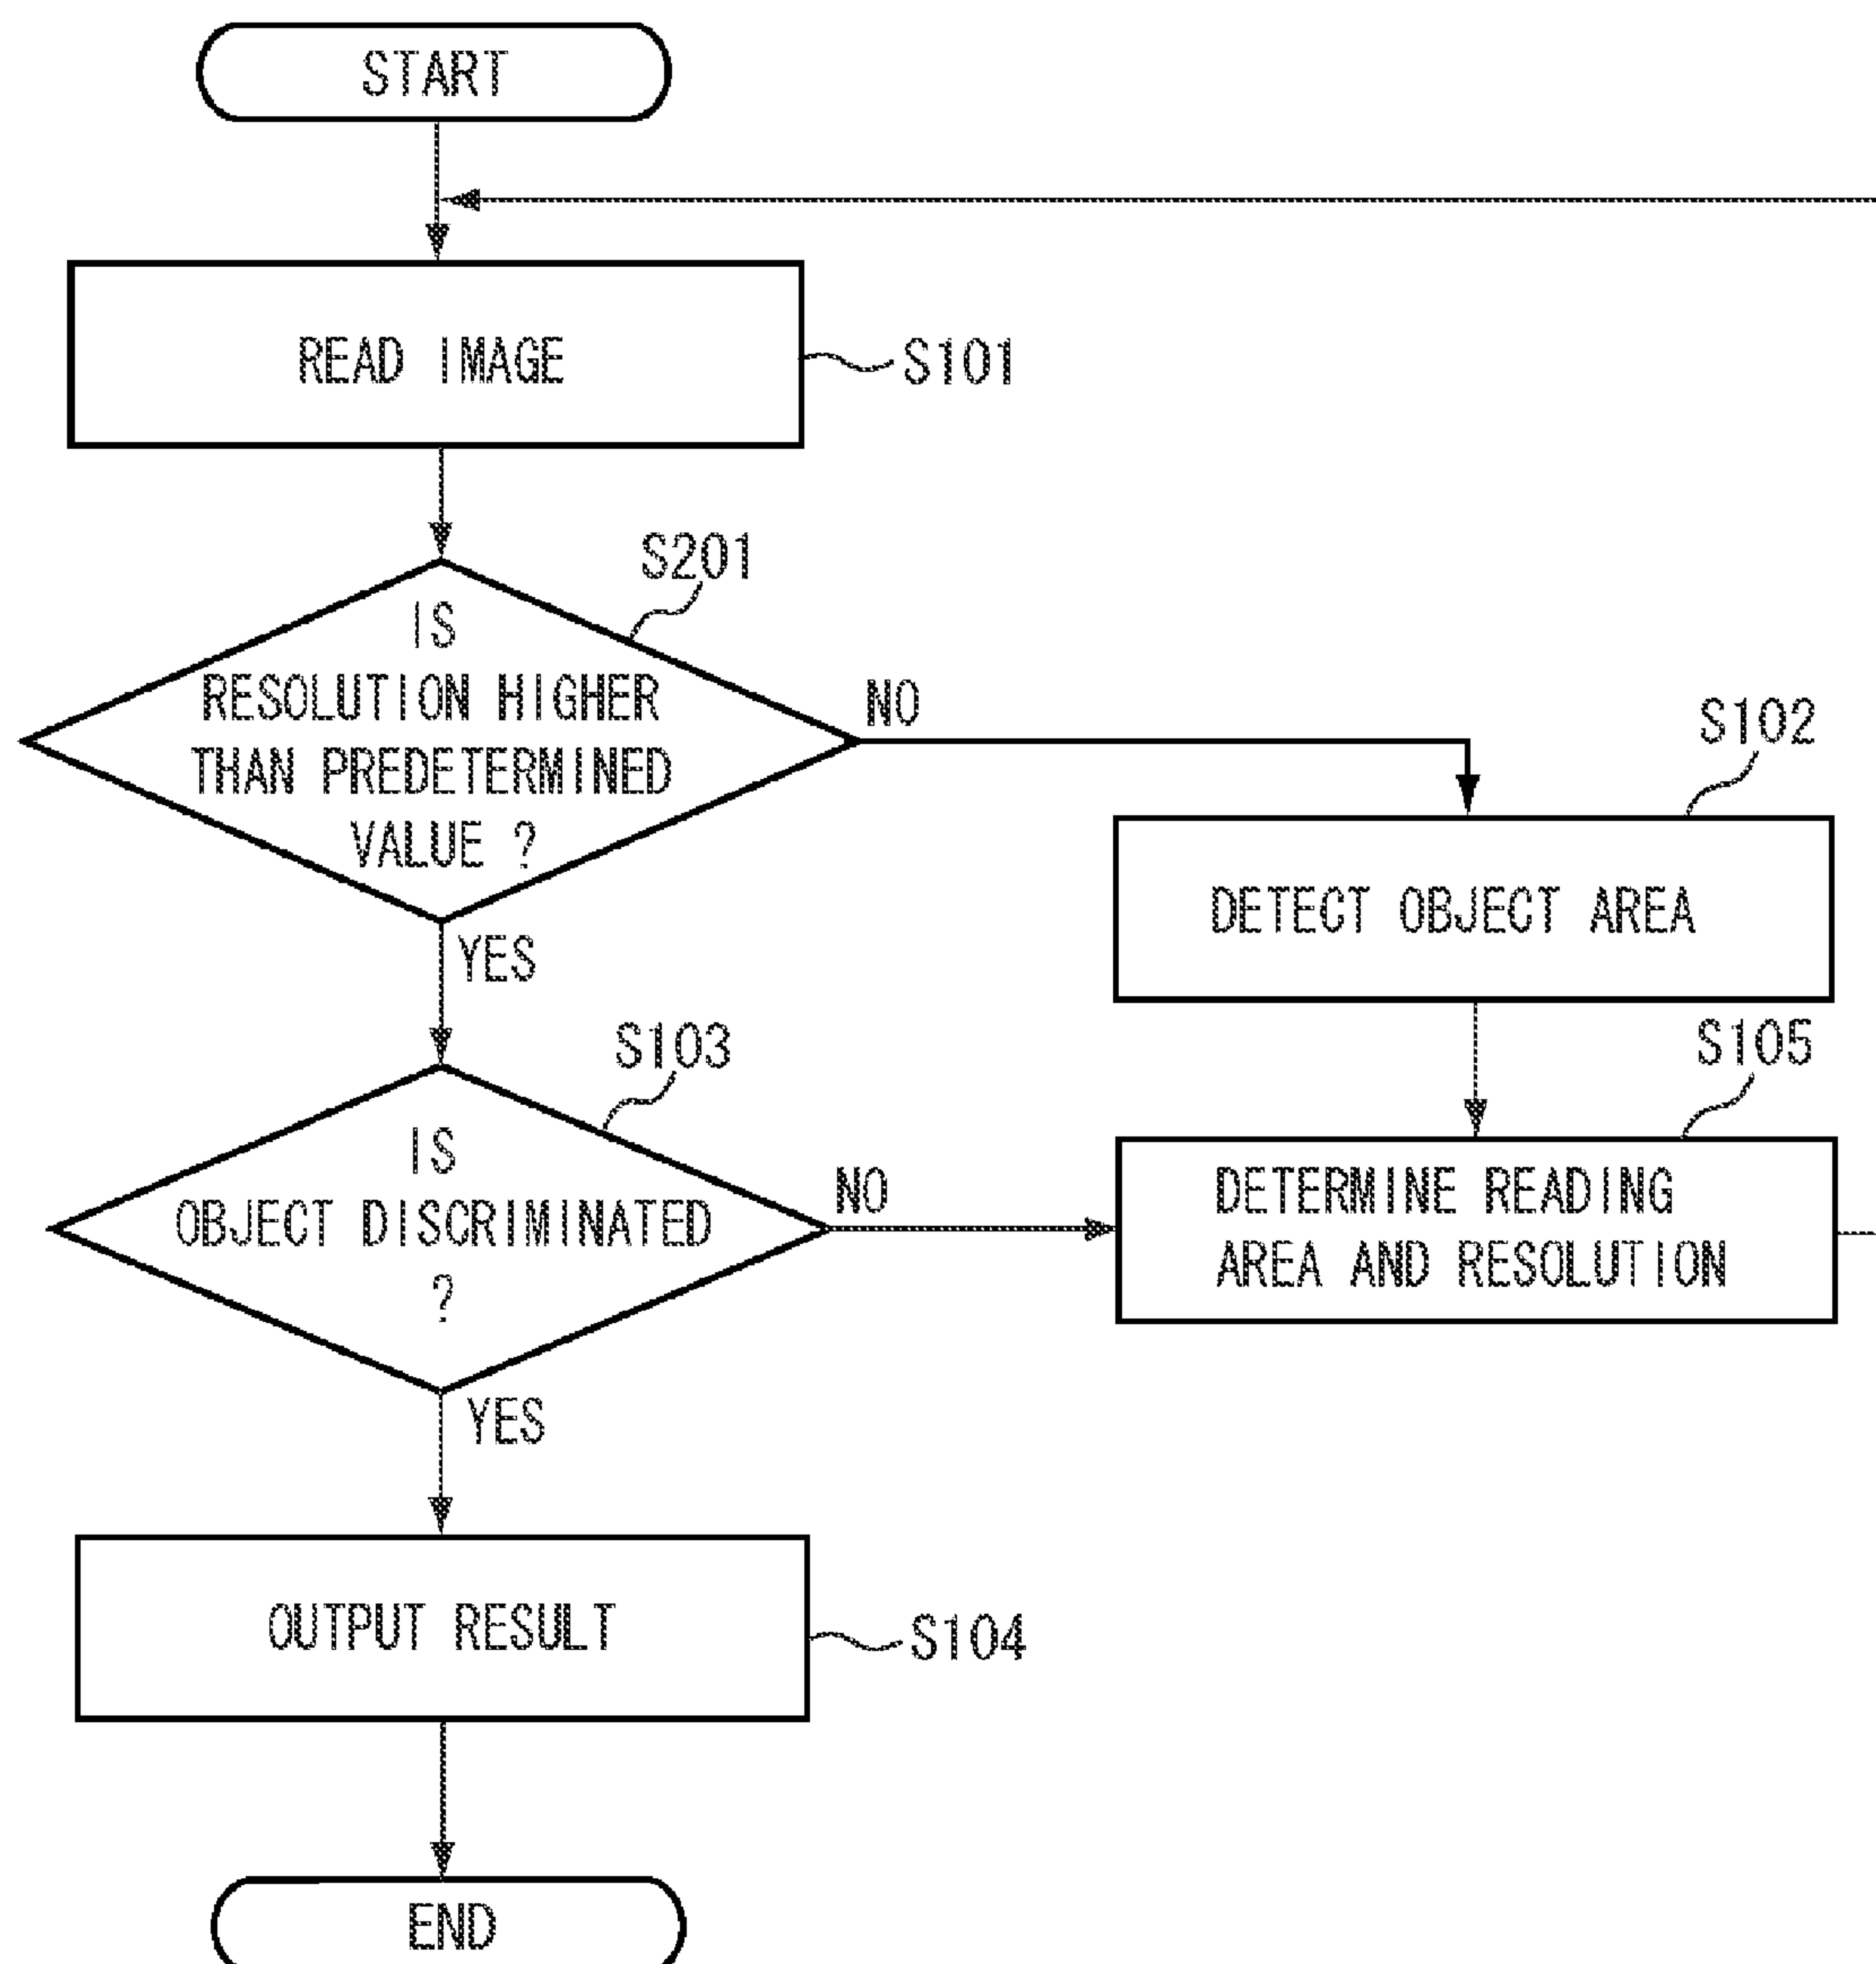 START
READ IMAGE
S101
S201
IS
RESOLUTION HIGHER
THAN PREDETERMINED
VALUE ?
NO
YES
S102
DETECT OBJECT AREA
S103
IS
OBJECT DISCRIMINATED
?
NO
YES
S105
DETERMINE READING
AREA AND RESOLUTION
OUTPUT RESULT
S104
END